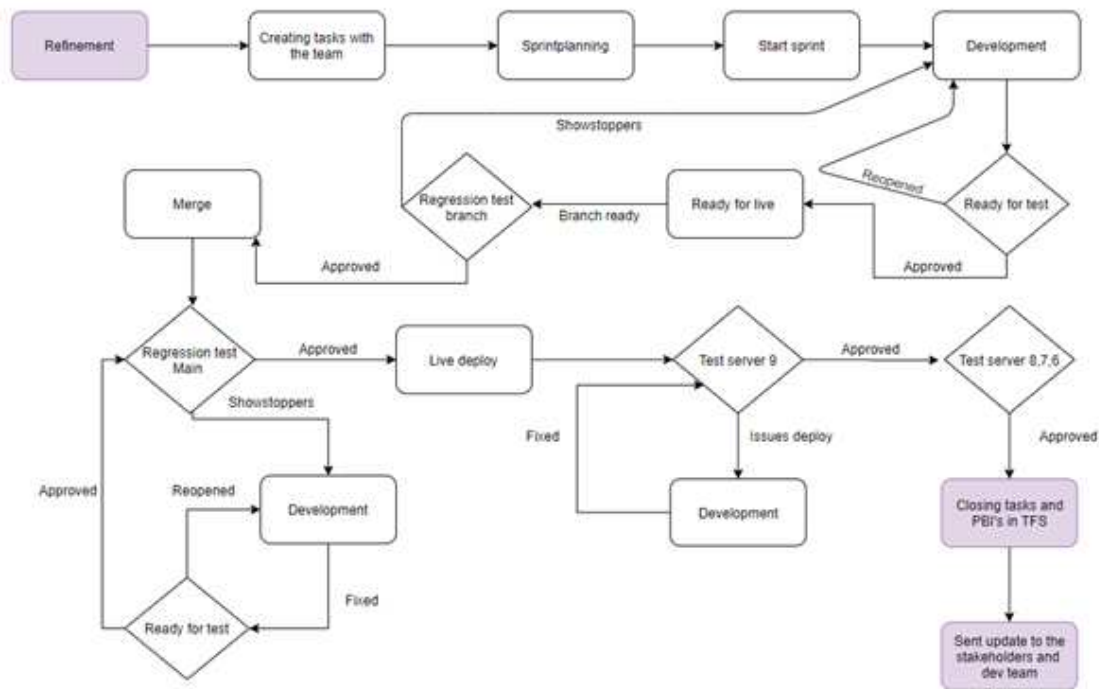 Refinement
Creating tasks with
the team
Sprintplanning
Start sprint
Development
Showstoppers
Reopened
Merge
Regression test
branch
Branch ready
Ready for live
Ready for test
Approved
Approved
Regression test
Main
Approved
Live deploy
Test server 9
Approved
Test server 8,7,6
Showstoppers
Fixed
Issues deploy
Approved
Approved
Reopened
Development
Development
Closing tasks and
PBI's in TFS
Fixed
Ready for test
Sent update to the
stakeholders and
dev team